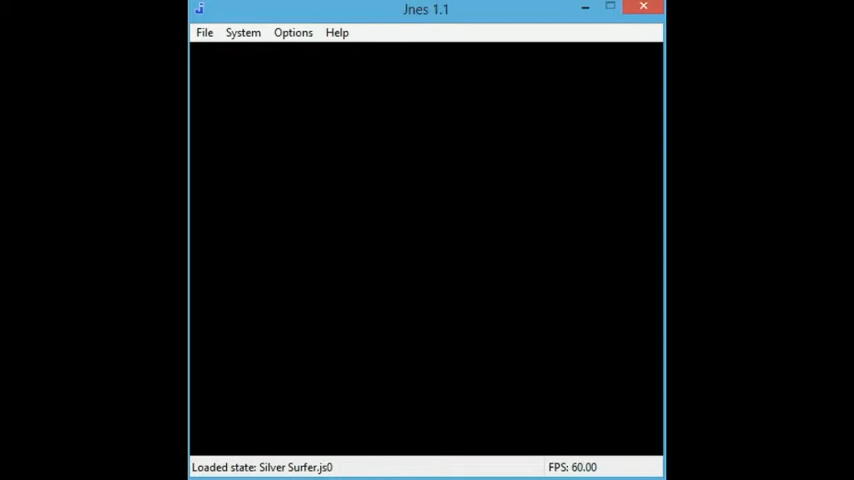 Jnes 1.1
File System Options Help
Loaded state: Silver Surfer.js0 FPS: 60.00